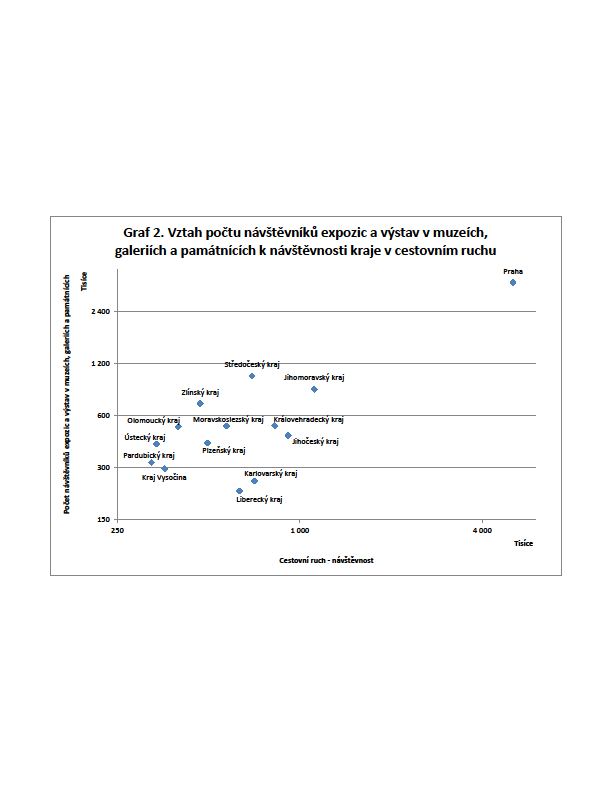 Graf 2. Vztah počtu návštěvníků expozic a výstav v muzeích,
galeriích a památnících k návštěvnosti kraje v cestovním ruchu
Počet návštěvníků expozic a výstav v muzeích, galeriích a památnících
Tisíce
Praha
2 400
1 200
Středočeský kraj
Jihomoravský kraj
Zlínský kraj
600
Olomoucký kraj
Moravskoslezský kraj
Královehradecký kraj
Ústecký kraj
Jihočeský kraj
Plzeňský kraj
Pardubický kraj
300
Kraj Vysočina
Karlovarský kraj
Liberecký kraj
150
250
1 000
4 000
Tisíce
Cestovní ruch - návštěvnost